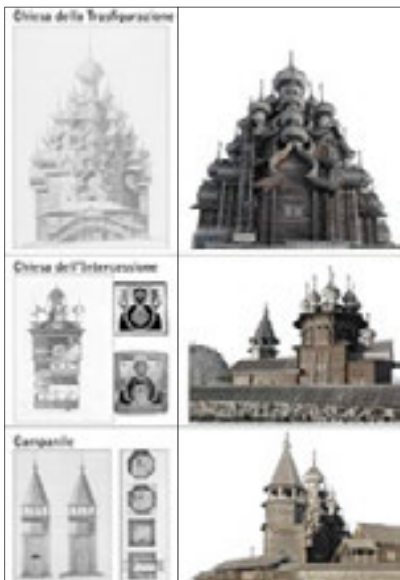 Chiesa della Trasfigurazione
Chiesa dell'Intercessione
Campanile